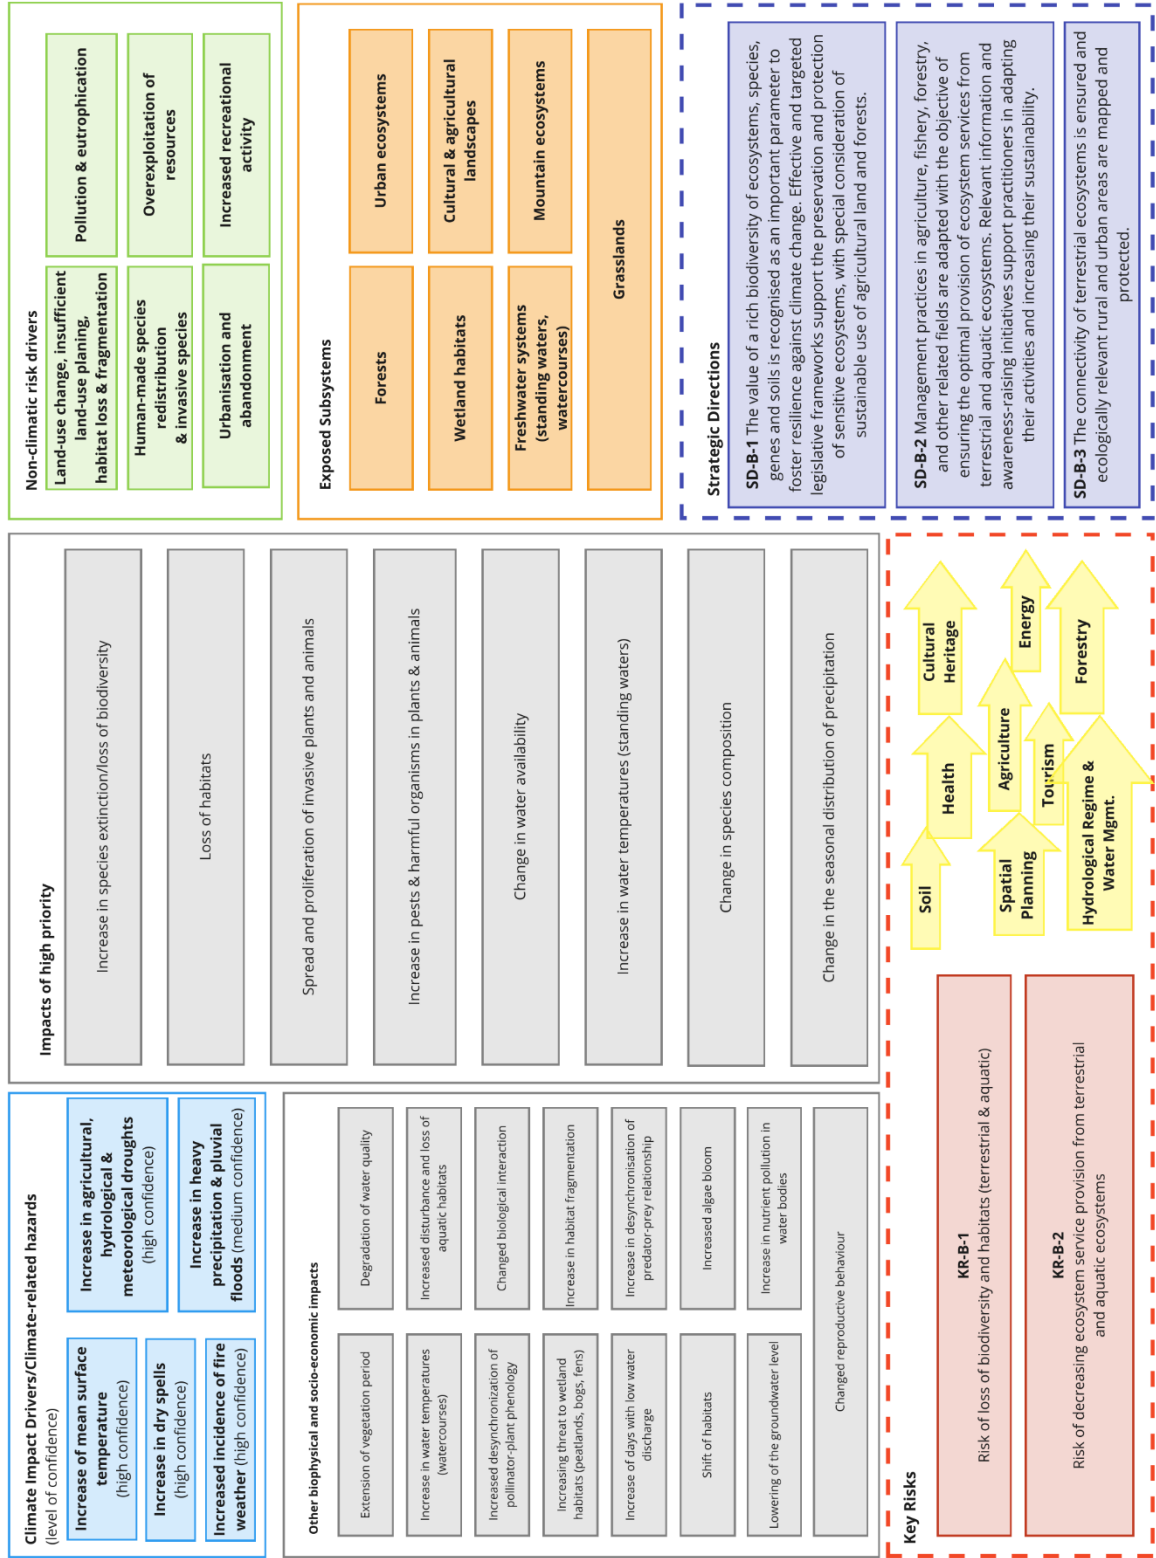 Climate Impact Drivers/Climate-related hazards
(level of confidence)
Increase of mean surface
temperature
(high confidence)
Increase in agricultural,
hydrological &
meteorological droughts
(high confidence)
Increase in dry spells
(high confidence)
Increase in heavy
precipitation & pluvial
floods (medium confidence)
Increased incidence of fire
weather (high confidence)
Other biophysical and socio-economic impacts
Extension of vegetation period
Degradation of water quality
Increase in water temperatures
(watercourses)
Increased disturbance and loss of
aquatic habitats
Increased desynchronization of
pollinator-plant phenology
Changed biological interaction
Increasing threat to wetland
habitats (peatlands, bogs, fens)
Increase in habitat fragmentation
Increase of days with low water
discharge
Increase in desynchronisation of
predator-prey relationship
Shift of habitats
Increased algae bloom
Lowering of the groundwater level
Increase in nutrient pollution in
water bodies
Changed reproductive behaviour
Impacts of high priority
Increase in species extinction/loss of biodiversity
Loss of habitats
Spread and proliferation of invasive plants and animals
Increase in pests & harmful organisms in plants & animals
Change in water availability
Increase in water temperatures (standing waters)
Change in species composition
Change in the seasonal distribution of precipitation
Non-climatic risk drivers
Land-use change, insufficient
land-use planing,
habitat loss & fragmentation
Pollution & eutrophication
Human-made species
redistribution
& invasive species
Overexploitation of
resources
Urbanisation and
abandonment
Increased recreational
activity
Exposed Subsystems
Forests
Urban ecosystems
Wetland habitats
Cultural & agricultural
landscapes
Freshwater systems
(standing waters,
watercourses)
Mountain ecosystems
Grasslands
Key Risks
KR-B-1
Risk of loss of biodiversity and habitats (terrestrial & aquatic)
KR-B-2
Risk of decreasing ecosystem service provision from terrestrial
and aquatic ecosystems
Soil
Health
Cultural
Heritage
Spatial
Planning
Agriculture
Energy
Tourism
Hydrological Regime &
Water Mgmt.
Forestry
Strategic Directions
SD-B-1 The value of a rich biodiversity of ecosystems, species,
genes and soils is recognised as an important parameter to
foster resilience against climate change. Effective and targeted
legislative frameworks support the preservation and protection
of sensitive ecosystems, with special consideration of
sustainable use of agricultural land and forests.
SD-B-2 Management practices in agriculture, fishery, forestry,
and other related fields are adapted with the objective of
ensuring the optimal provision of ecosystem services from
terrestrial and aquatic ecosystems. Relevant information and
awareness-raising initiatives support practitioners in adapting
their activities and increasing their sustainability.
SD-B-3 The connectivity of terrestrial ecosystems is ensured and
ecologically relevant rural and urban areas are mapped and
protected.